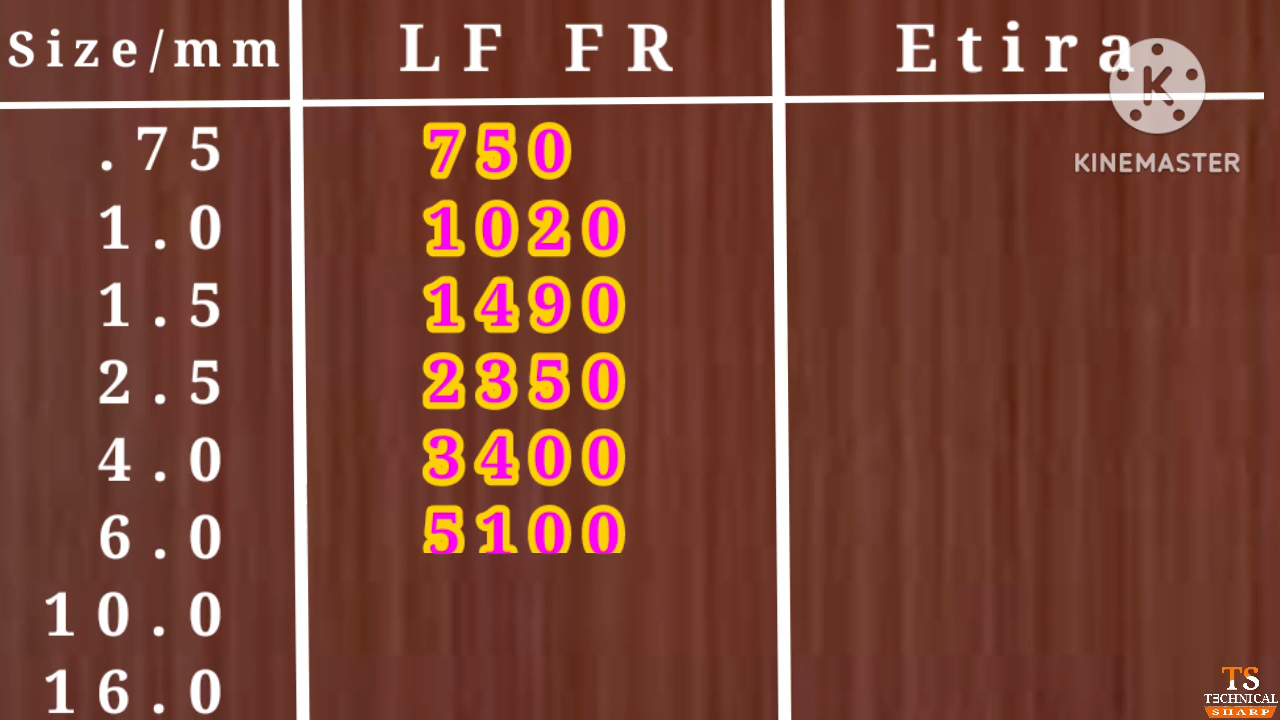 Size/mm LF FR Etira
.75 750
1.0 1020
1.5 1490
2.5 2350
4.0 3400
6.0 5100
10.0
16.0
K
KINEMASTER
TS
TECHNICAL
SHARP